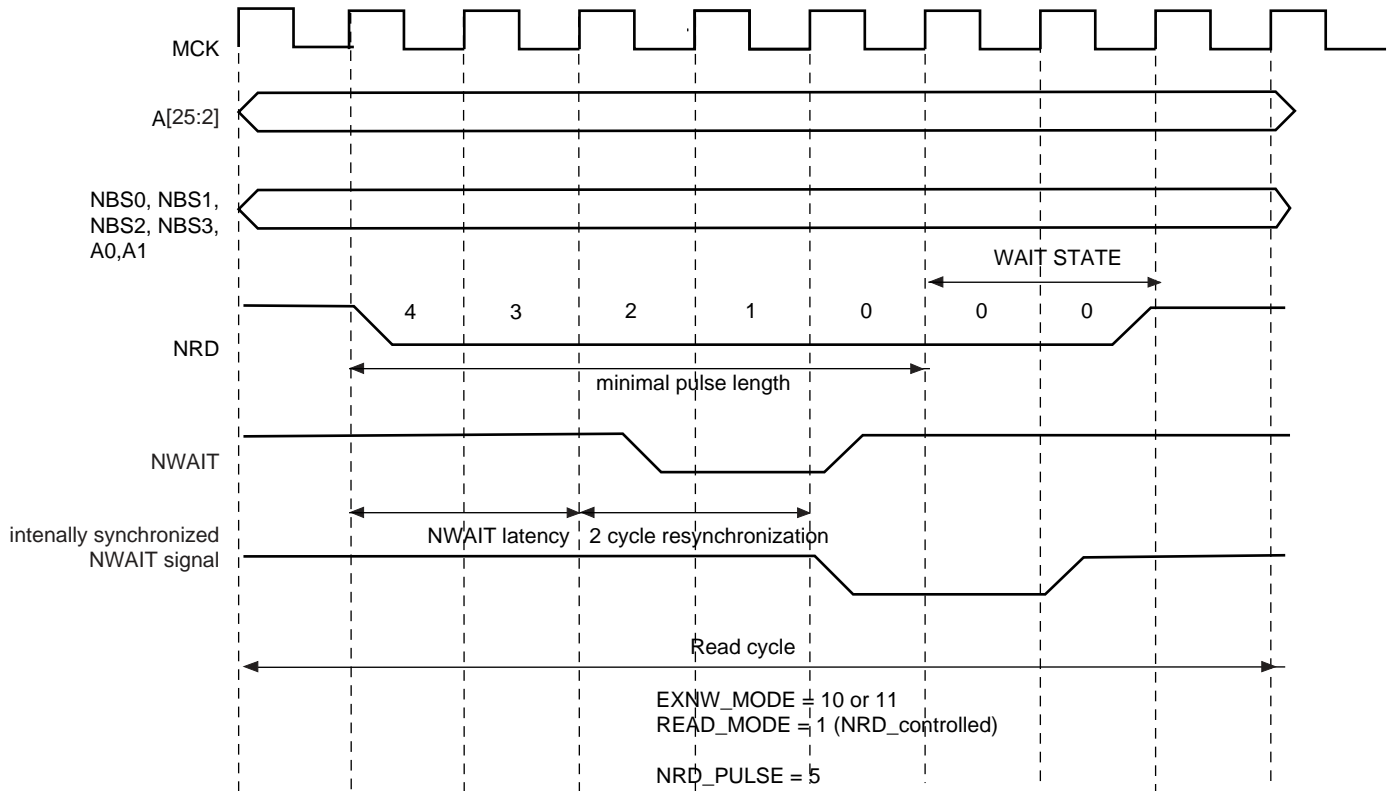 MCK
A[25:2]
NBS0, NBS1,
NBS2, NBS3,
A0,A1
WAIT STATE
4 3 2 1 0 0 0
NRD
minimal pulse length
NWAIT
NWAIT latency 2 cycle resynchronization
intenally synchronized
NWAIT signal
Read cycle
EXNW_MODE = 10 or 11
READ_MODE = 1 (NRD_controlled)
NRD_PULSE = 5